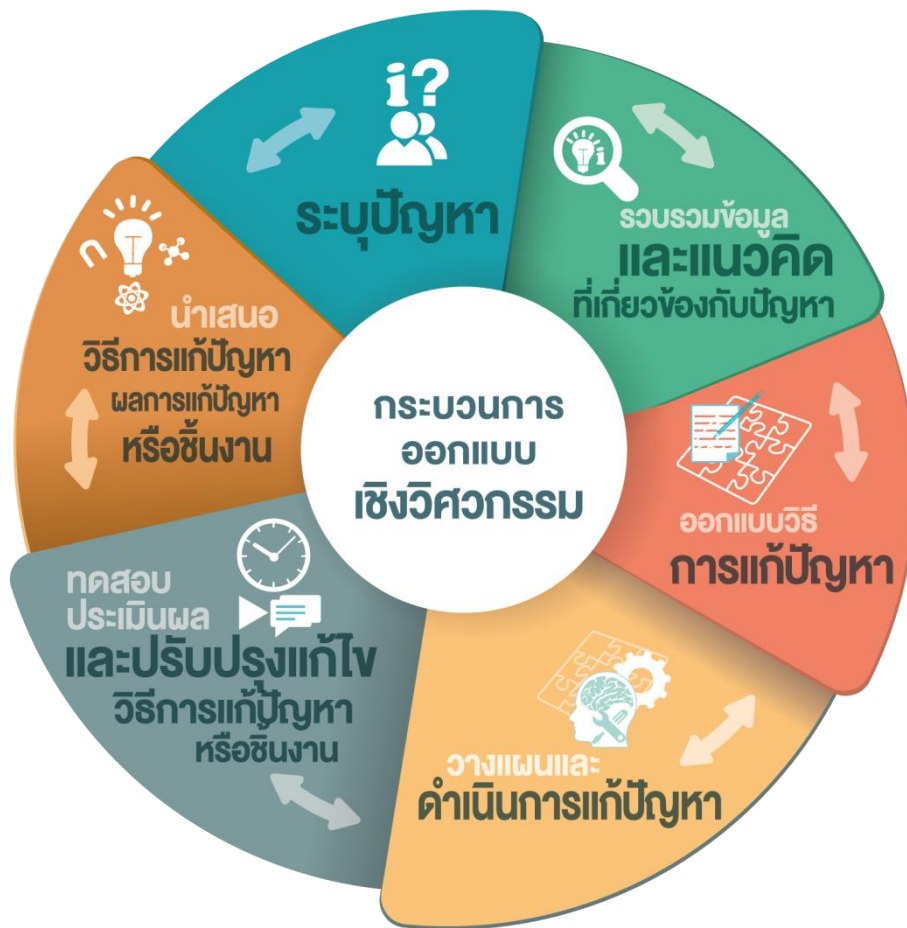 กระบวนการ
ออกแบบ
เชิงวิศวกรรม
i?
ระบุปัญหา
i
รวบรวมข้อมูล
และแนวคิด
ที่เกี่ยวข้องกับปัญหา
ออกแบบวิธี
การแก้ปัญหา
วางแผนและ
ดำเนินการแก้ปัญหา
ทดสอบ
ประเมินผล
และปรับปรุงแก้ไข
วิธีการแก้ปัญหา
หรือชิ้นงาน
นำเสนอ
วิธีการแก้ปัญหา
ผลการแก้ปัญหา
หรือชิ้นงาน